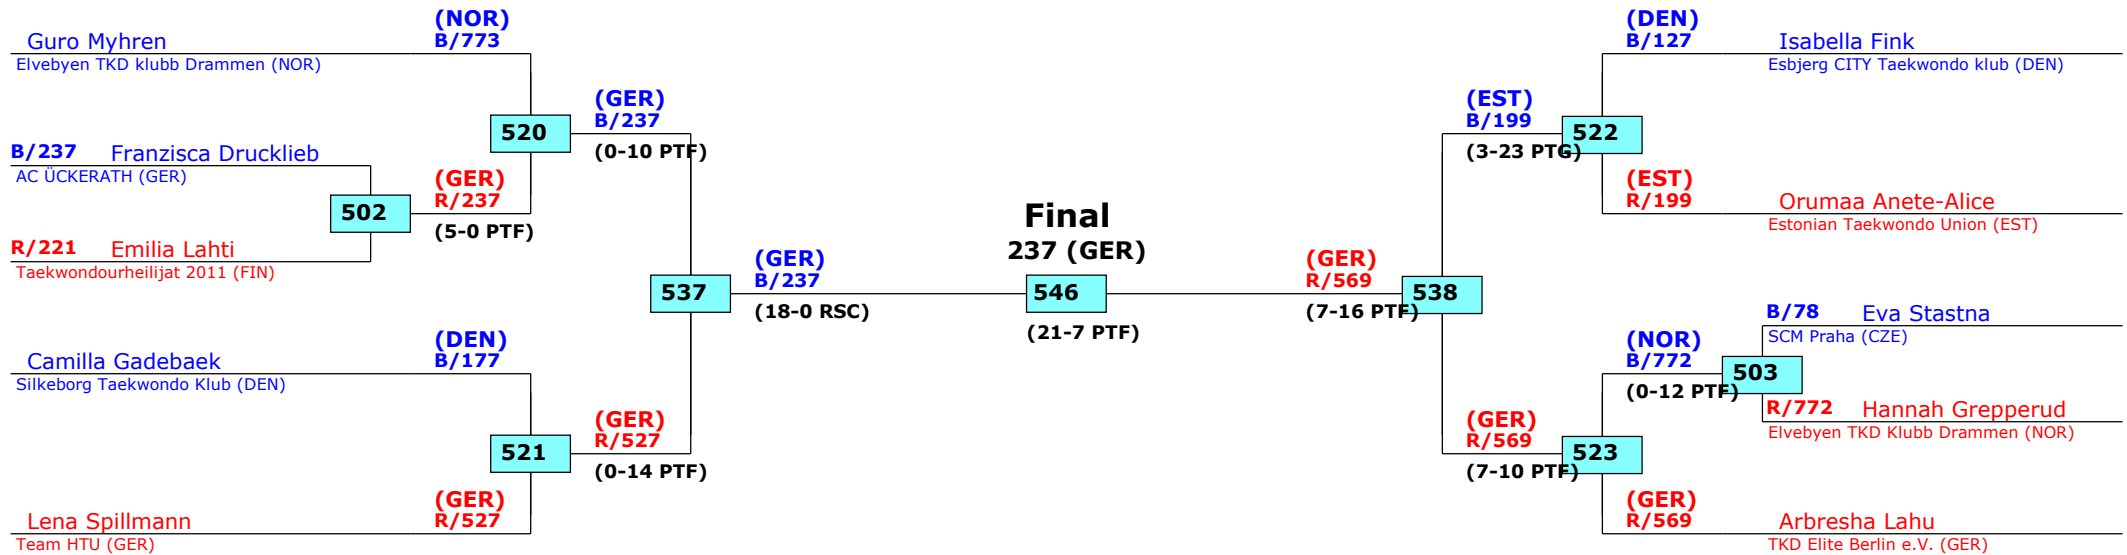 (NOR)
B/773
Guro Myhren
Elvebyen TKD klubb Drammen (NOR)
B/237 Franzisca Drucklieb
AC ÜCKERATH (GER)
R/221 Emilia Lahti
Taekwondourheilijat 2011 (FIN)
502
(GER)
R/237
(5-0 PTF)
520
(GER)
B/237
(0-10 PTF)
(DEN)
B/177
Camilla Gadebaek
Silkeborg Taekwondo Klub (DEN)
(GER)
R/527
Lena Spillmann
Team HTU (GER)
521
(GER)
R/527
(0-14 PTF)
537
(GER)
B/237
(18-0 RSC)
Final
237 (GER)
546
(21-7 PTF)
(GER)
R/569
(7-16 PTF)
538
(EST)
B/199
(3-23 PTG)
522
(DEN)
B/127
Isabella Fink
Esbjerg CITY Taekwondo klub (DEN)
(EST)
R/199
Orumaa Anete-Alice
Estonian Taekwondo Union (EST)
(GER)
R/569
(7-10 PTF)
523
(NOR)
B/772
(0-12 PTF)
503
B/78 Eva Stastna
SCM Praha (CZE)
R/772 Hannah Grepperud
Elvebyen TKD Klubb Drammen (NOR)
(GER)
R/569
Arbresha Lahu
TKD Elite Berlin e.V. (GER)